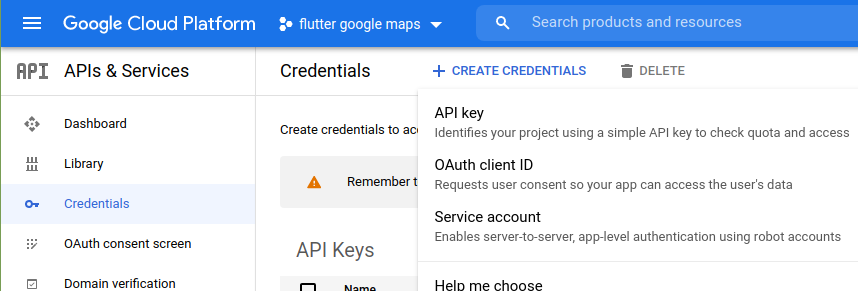 Google Cloud Platform
flutter google maps
Search products and resources
API
APIs & Services
Dashboard
Library
Credentials
OAuth consent screen
Domain verification
Credentials
CREATE CREDENTIALS
DELETE
Create credentials to
Remember
API Keys
Name
API key
Identifies your project using a simple API key to check quota and access
OAuth client ID
Requests user consent so your app can access the user's data
Service account
Enables server-to-server, app-level authentication using robot accounts
Help me choose